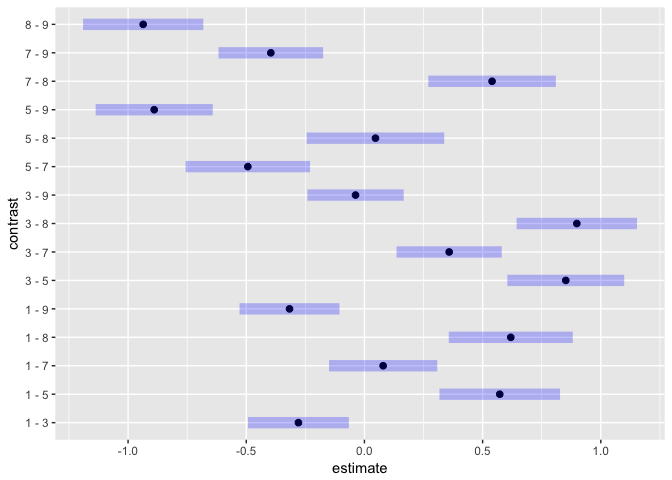 8 - 9
7 - 9
7 - 8
5 - 9
5 - 8
5 - 7
3 - 9
3 - 8
3 - 7
3 - 5
1 - 9
1 - 8
1 - 7
1 - 5
1 - 3
contrast
-1.0 -0.5 0.0 0.5 1.0
estimate